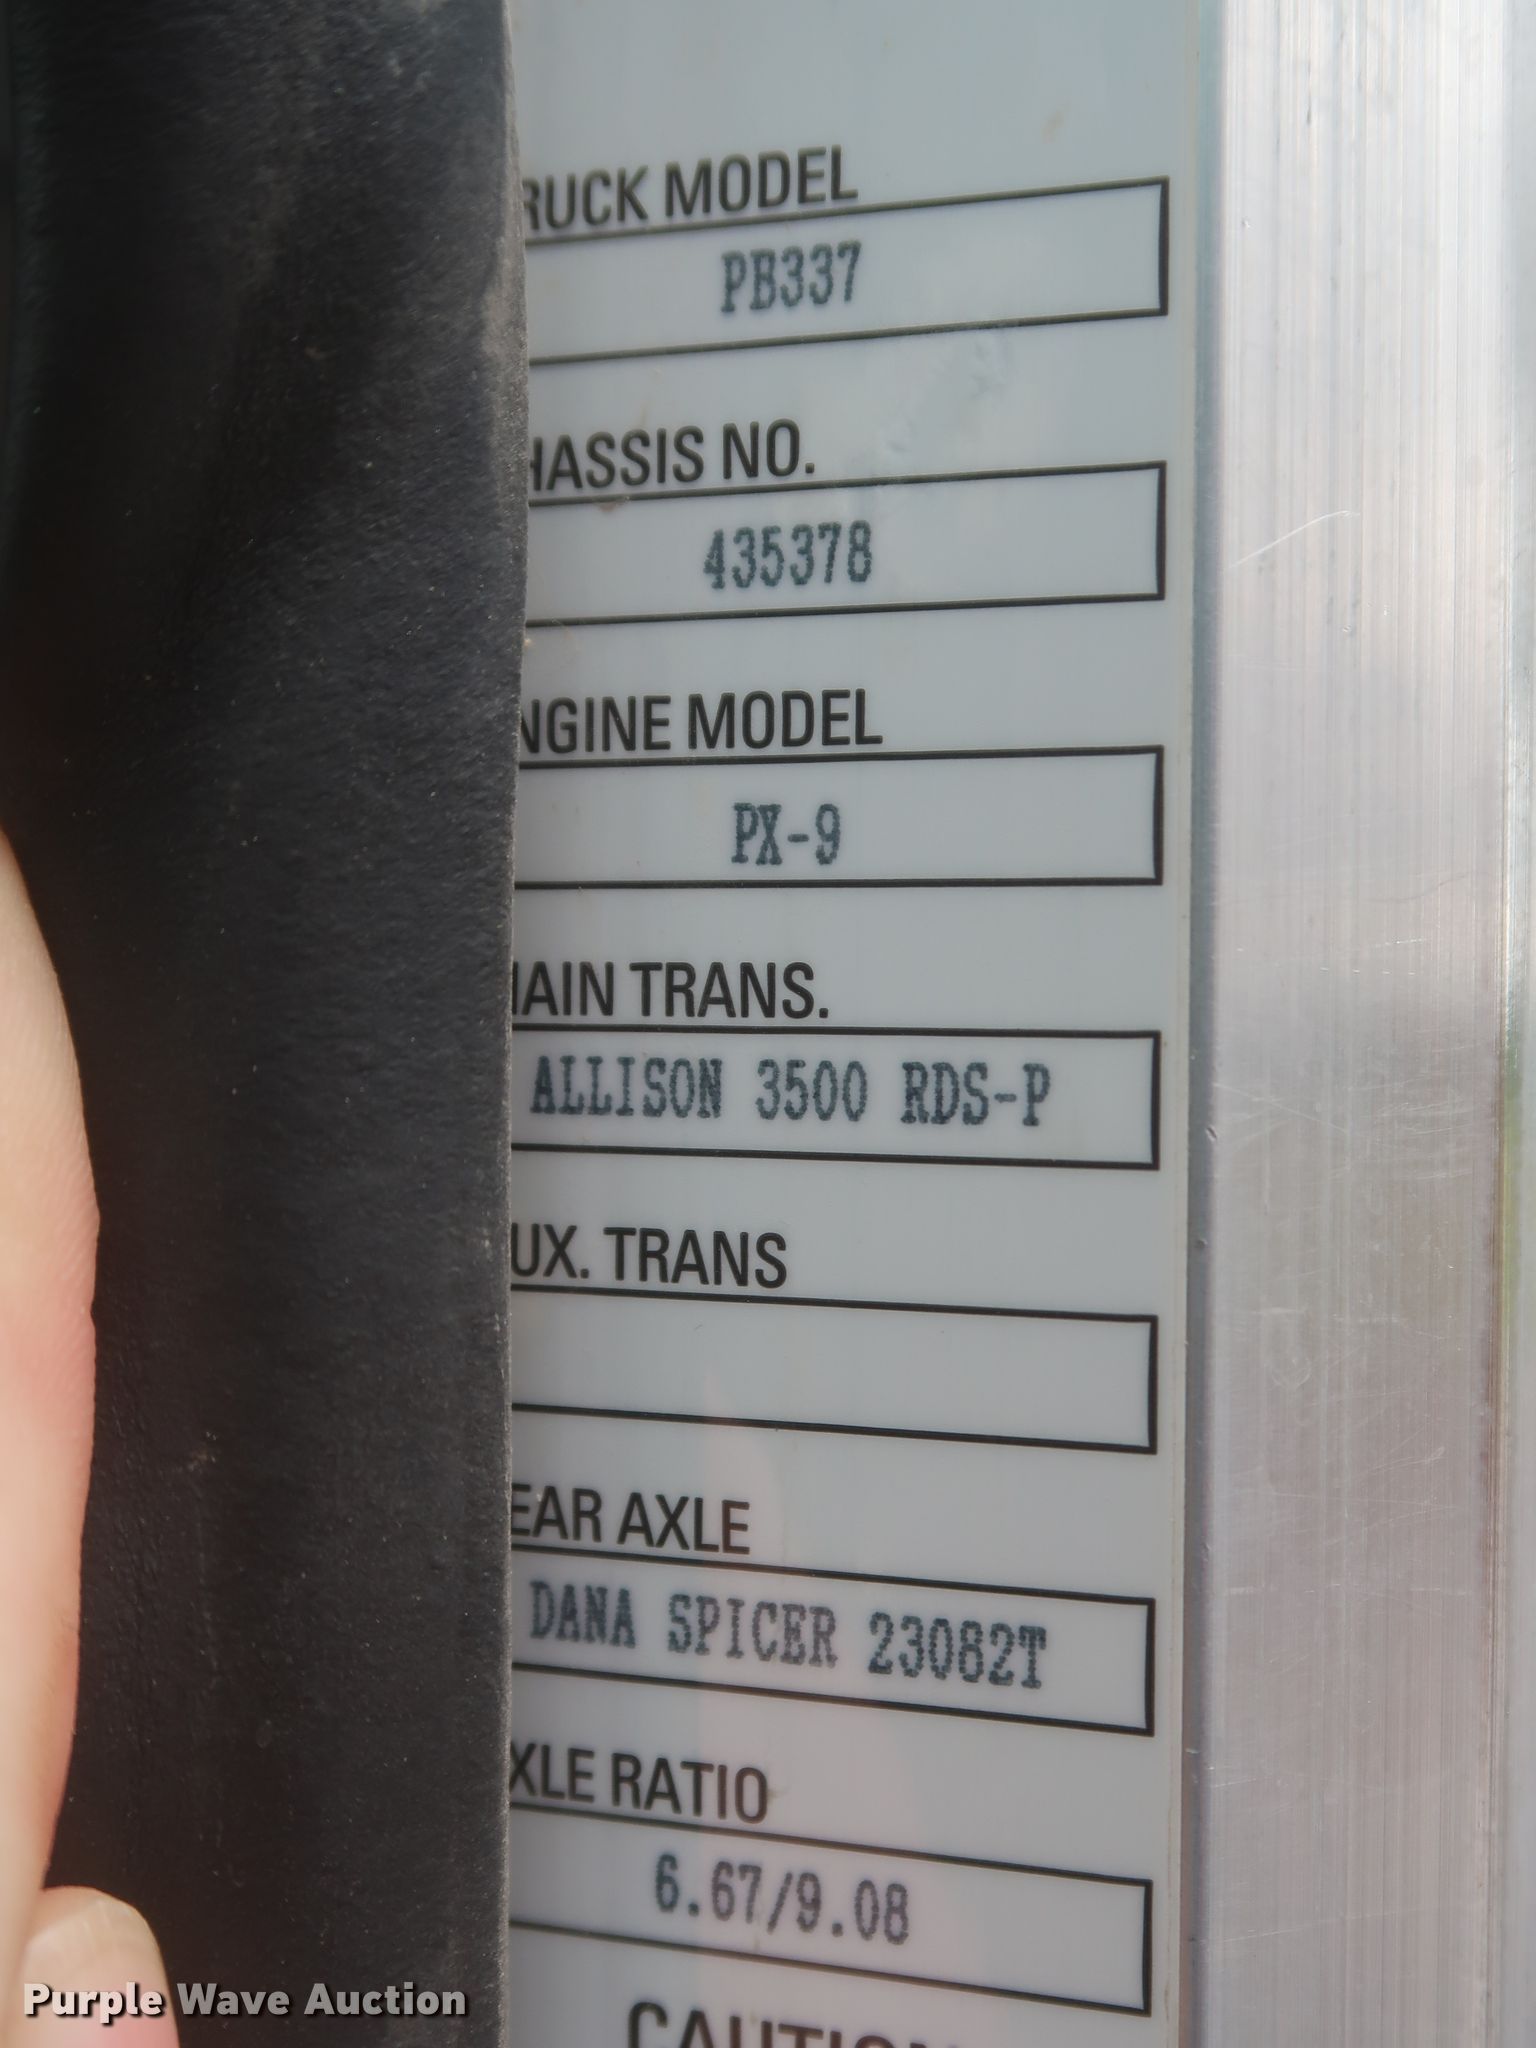 RUCK MODEL
PB337
HASSIS NO.
435378
NGINE MODEL
PX-9
AIN TRANS.
ALLISON 3500 RDS-P
UX. TRANS
EAR AXLE
DANA SPICER 23082T
XLE RATIO
6.67/9.08
CAUTION
Purple Wave Auction